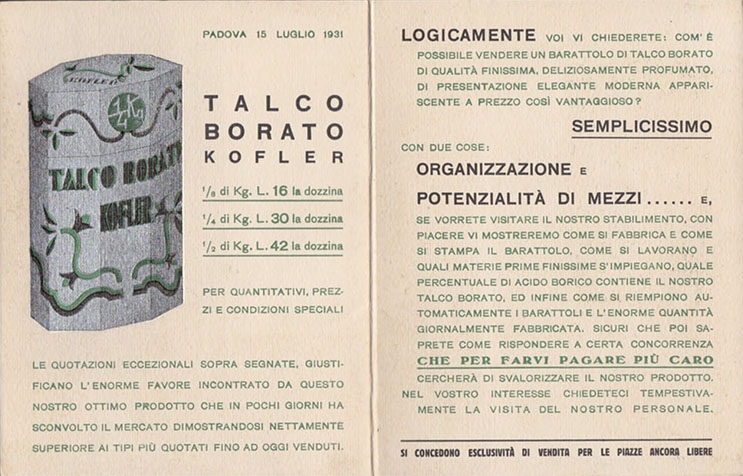 PADOVA 15 LUGLIO 1931
KOFLER
TALCO BORATO
KOFLER
TALCO
BORATO
KOFLER
1/8 di Kg. L. 16 la dozzina
1/4 di Kg. L. 30 la dozzina
1/2 di Kg. L. 42 la dozzina
PER QUANTITATIVI, PREZ-
ZI E CONDIZIONI SPECIALI
LE QUOTAZIONI ECCEZIONALI SOPRA SEGNATE, GIUSTI-
FICANO L'ENORME FAVORE INCONTRATO DA QUESTO
NOSTRO OTTIMO PRODOTTO CHE IN POCHI GIORNI HA
SCONVOLTO IL MERCATO DIMOSTRANDOSI NETTAMENTE
SUPERIORE AI TIPI PIÙ QUOTATI FINO AD OGGI VENDUTI.
LOGICAMENTE VOI VI CHIEDERETE: COM'È
POSSIBILE VENDERE UN BARATTOLO DI TALCO BORATO
DI QUALITÀ FINISSIMA, DELIZIOSAMENTE PROFUMATO,
DI PRESENTAZIONE ELEGANTE MODERNA APPARI-
SCENTE A PREZZO COSÌ VANTAGGIOSO?
SEMPLICISSIMO
CON DUE COSE:
ORGANIZZAZIONE E
POTENZIALITÀ DI MEZZI...... E,
SE VORRETE VISITARE IL NOSTRO STABILIMENTO, CON
PIACERE VI MOSTREREMO COME SI FABBRICA E COME
SI STAMPA IL BARATTOLO, COME SI LAVORANO E
QUALI MATERIE PRIME FINISSIME S'IMPIEGANO, QUALE
PERCENTUALE DI ACIDO BORICO CONTIENE IL NOSTRO
TALCO BORATO, ED INFINE COME SI RIEMPIONO AU-
TOMATICAMENTE I BARATTOLI E L'ENORME QUANTITÀ
GIORNALMENTE FABBRICATA. SICURI CHE POI SA-
PRETE COME RISPONDERE A CERTA CONCORRENZA
CHE PER FARVI PAGARE PIÙ CARO
CERCHERÀ DI SVALORIZZARE IL NOSTRO PRODOTTO.
NEL VOSTRO INTERESSE CHIEDETECI TEMPESTIVA-
MENTE LA VISITA DEL NOSTRO PERSONALE.
SI CONCEDONO ESCLUSIVITÀ DI VENDITA PER LE PIAZZE ANCORA LIBERE